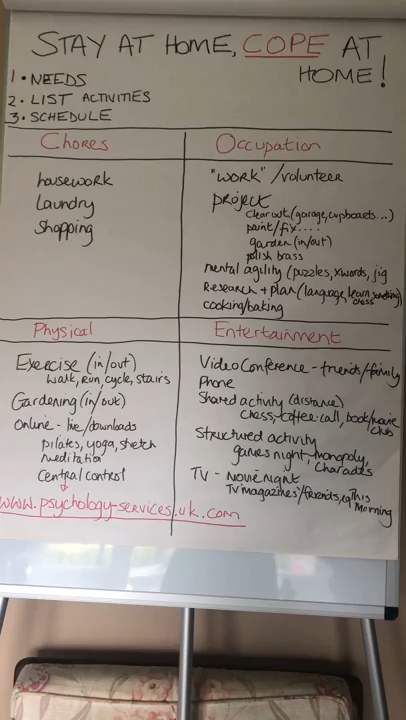 STAY AT HOME, COPE AT
HOME!
1. NEEDS
2. LIST ACTIVITIES
3. SCHEDULE
Chores
housework
Laundry
Shopping
Occupation
"WORK" /volunteer
project
clear out (garage, cupboards...)
paint/fix....
garden (in/out)
polish brass
mental agility (puzzles, xwords, jig
Research + plan (language, learn something)
class
cooking/baking
Physical
Exercise (in/out)
walk, run, cycle, stairs
Gardening (in/out)
Online - live/downloads
pilates, yoga, stretch
meditation
Central control
www.psychology-services.uk.com
Entertainment
Video Conference - friends/family
Phone
Shared activity (distance)
Chess, coffee, call, book/movie
club
Structured activity
games night, monopoly,
charades
TV - movie night
TV magazines/friends, eg This
Morning